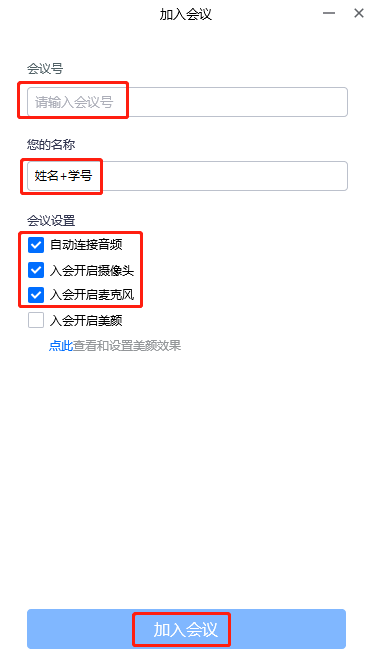 加入会议
会议号
请输入会议号
您的名称
姓名+学号
会议设置
自动连接音频
入会开启摄像头
入会开启麦克风
入会开启美颜
点此查看和设置美颜效果
加入会议